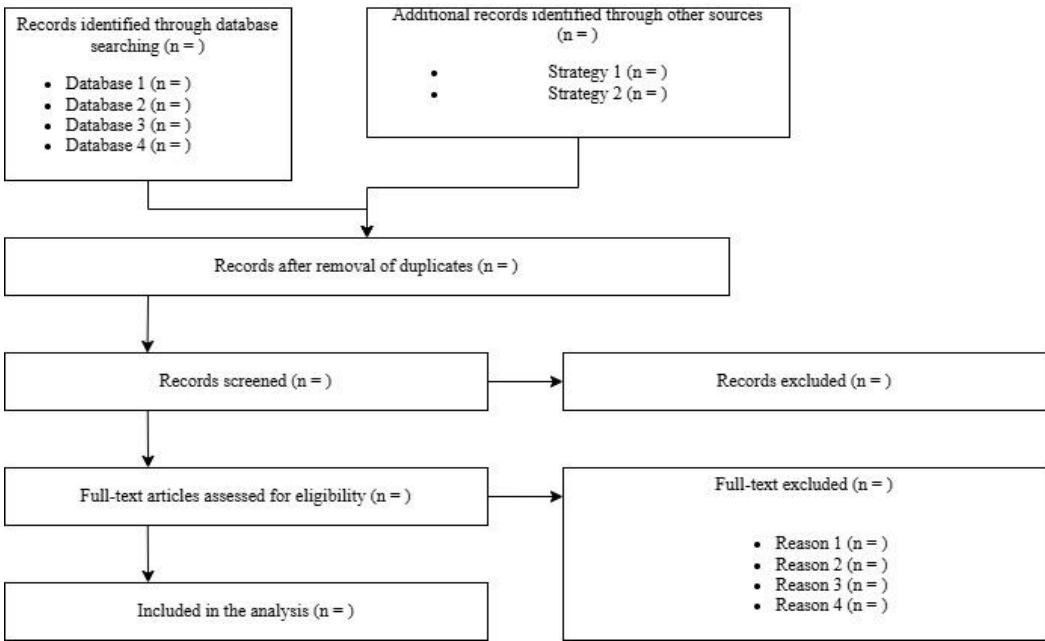 Records identified through database
searching (n = )
• Database 1 (n = )
• Database 2 (n = )
• Database 3 (n = )
• Database 4 (n = )
Additional records identified through other sources
(n = )
• Strategy 1 (n = )
• Strategy 2 (n = )
Records after removal of duplicates (n = )
Records screened (n = )
Records excluded (n = )
Full-text articles assessed for eligibility (n = )
Full-text excluded (n = )
• Reason 1 (n = )
• Reason 2 (n = )
• Reason 3 (n = )
• Reason 4 (n = )
Included in the analysis (n = )